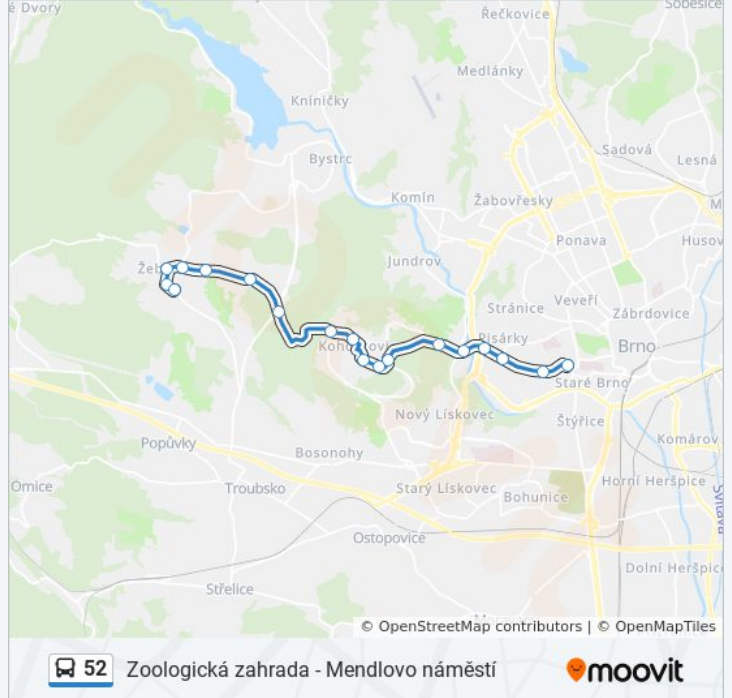 é Dvory
Řečkovice
Soběšice
Medlánky
Kníničky
Sadová
Bystrc
Lesná
Komín
Žabovřesky
Ponava
Husov
Jundrov
Veveří
Stránice
Zábrdovice
Pisárky
Brno
Staré Brno
Nový Lískovec
Štýřice
Popůvky
Bosonohy
Komárov
Omice
Troubsko
Starý Lískovec
Horní Heršpice
Bohunice
Svitava
Ostopovice
Dolní Heršpic
Střelice
© OpenStreetMap contributors | © OpenMapTiles
52 Zoologická zahrada - Mendlovo náměstí
moovit